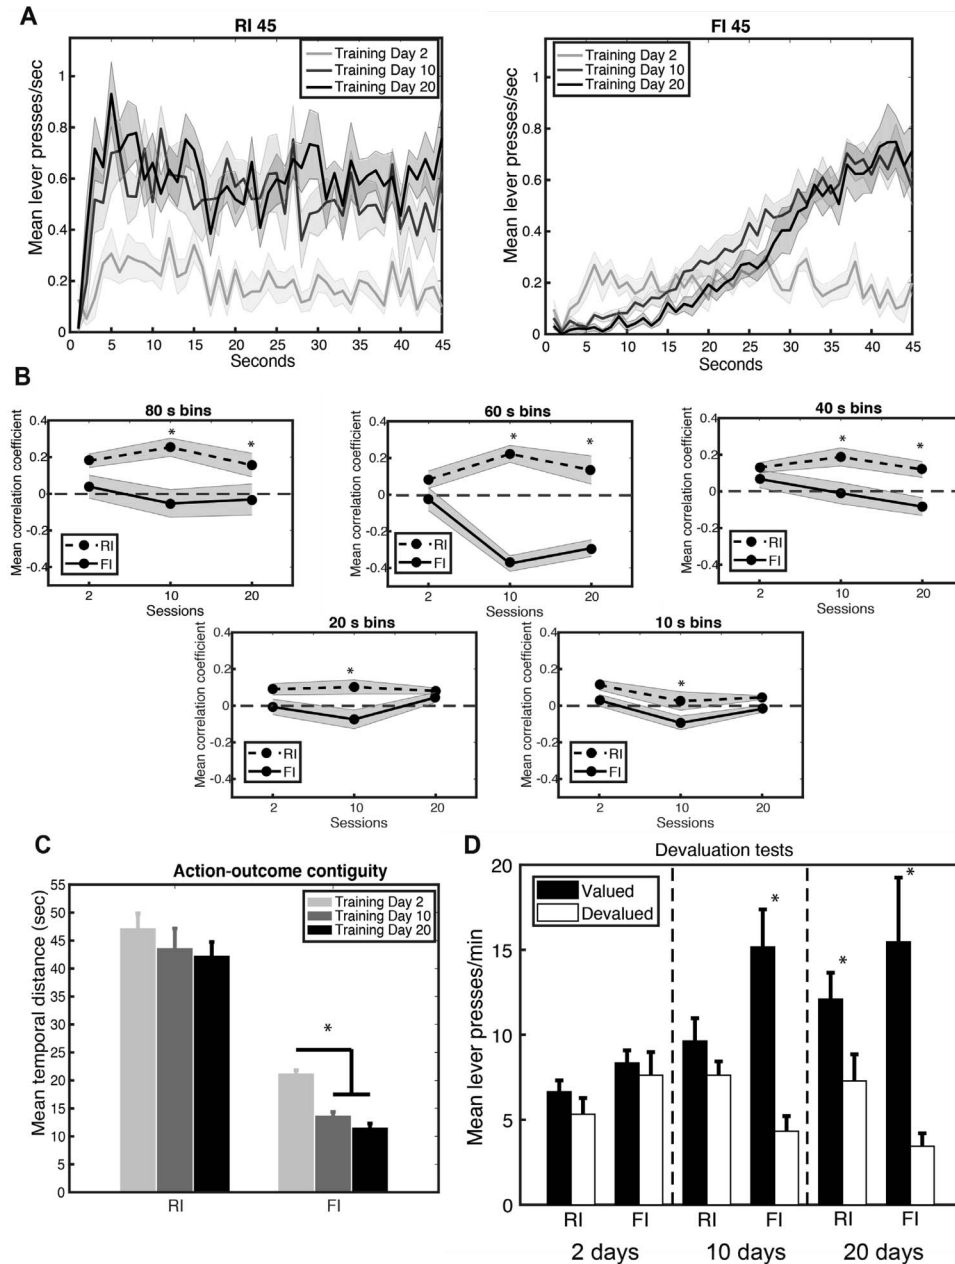 A
RI 45
FI 45
Training Day 2
Training Day 10
Training Day 20
Training Day 2
Training Day 10
Training Day 20
Mean lever presses/sec
1
0.8
0.6
0.4
0.2
0
0 5 10 15 20 25 30 35 40 45
Seconds
Mean lever presses/sec
1
0.8
0.6
0.4
0.2
0
0 5 10 15 20 25 30 35 40 45
Seconds
B
80 s bins
Mean correlation coefficient
0.4
0.2
0
-0.2
-0.4
RI
FI
2 10 20
Sessions
* *
60 s bins
Mean correlation coefficient
0.4
0.2
0
-0.2
-0.4
RI
FI
2 10 20
Sessions
* *
40 s bins
Mean correlation coefficient
0.4
0.2
0
-0.2
-0.4
RI
FI
2 10 20
Sessions
* *
20 s bins
Mean correlation coefficient
0.4
0.2
0
-0.2
-0.4
RI
FI
2 10 20
Sessions
*
10 s bins
Mean correlation coefficient
0.4
0.2
0
-0.2
-0.4
RI
FI
2 10 20
Sessions
*
C
Action-outcome contiguity
Training Day 2
Training Day 10
Training Day 20
Mean temporal distance (sec)
55
50
45
40
35
30
25
20
15
10
5
0
*
RI FI
D
Devaluation tests
Valued
Devalued
Mean lever presses/min
20
15
10
5
0
* * *
RI FI RI FI RI FI
2 days 10 days 20 days